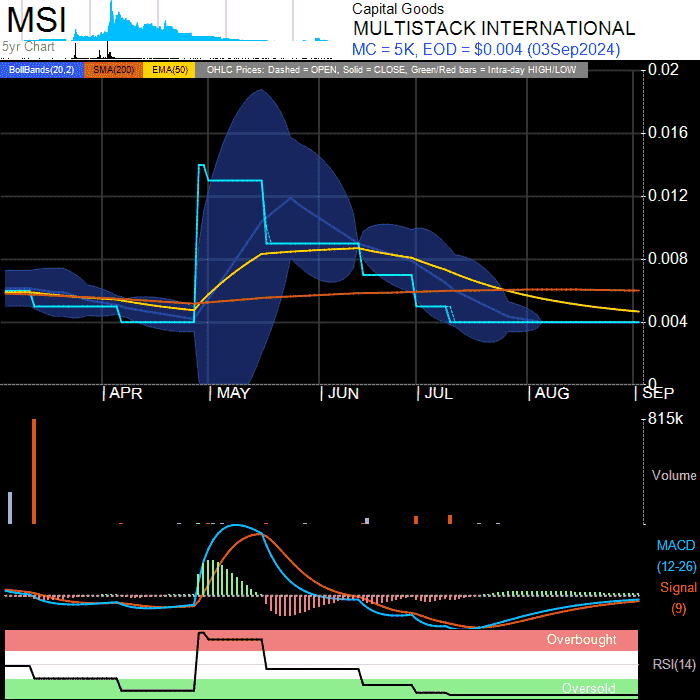 MSI
5yr Chart
Capital Goods
MULTISTACK INTERNATIONAL
MC = 5K, EOD = $0.004 (03Sep2024)
BollBands(20,2) SMA(200) EMA(50) OHLC Prices: Dashed = OPEN, Solid = CLOSE, Green/Red bars = Intra-day HIGH/LOW
0.02
0.016
0.012
0.008
0.004
0
APR MAY JUN JUL AUG SEP
815k
Volume
MACD
(12-26)
Signal
(9)
Overbought
RSI(14)
Oversold